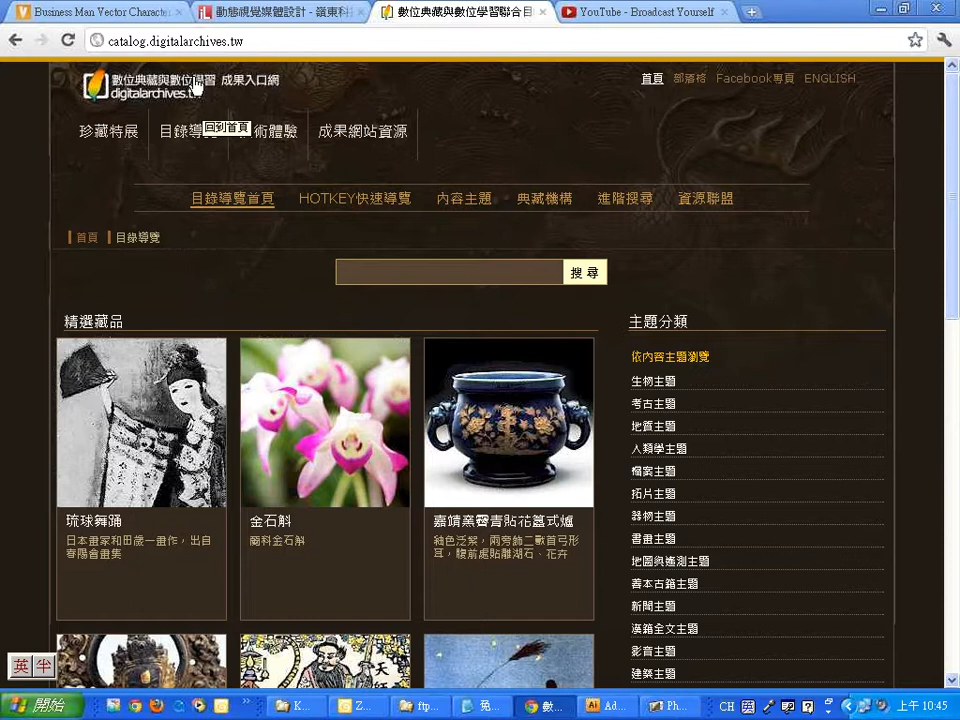 Business Man Vector Character
動態視覺媒體設計 - 嶺東科技
數位典藏與數位學習聯合目
YouTube - Broadcast Yourself
catalog.digitalarchives.tw
數位典藏與數位學習 成果入口網
digitalarchives.t
首頁 部落格 Facebook專頁 ENGLISH
珍藏特展 目錄導 術體驗 成果網站資源
回到首頁
目錄導覽首頁 HOTKEY快速導覽 內容主題 典藏機構 進階搜尋 資源聯盟
首頁 目錄導覽
搜 尋
精選藏品
琉球舞踊
日本畫家和田歲一畫作，出自
春陽會畫集
金石斛
蘭科金石斛
嘉靖窯霽青貼花簋式爐
釉色泛紫，兩旁飾二獸首弓形
耳，腹前處貼雕湖石、花卉
天師
主題分類
依內容主題瀏覽
生物主題
考古主題
地質主題
人類學主題
檔案主題
拓片主題
器物主題
書畫主題
地圖與遙測主題
善本古籍主題
新聞主題
漢籍全文主題
影音主題
建築主題
英 半
開始
K...
Z...
ftp...
兔...
數...
Ad...
Ph...
CH
上午 10:45